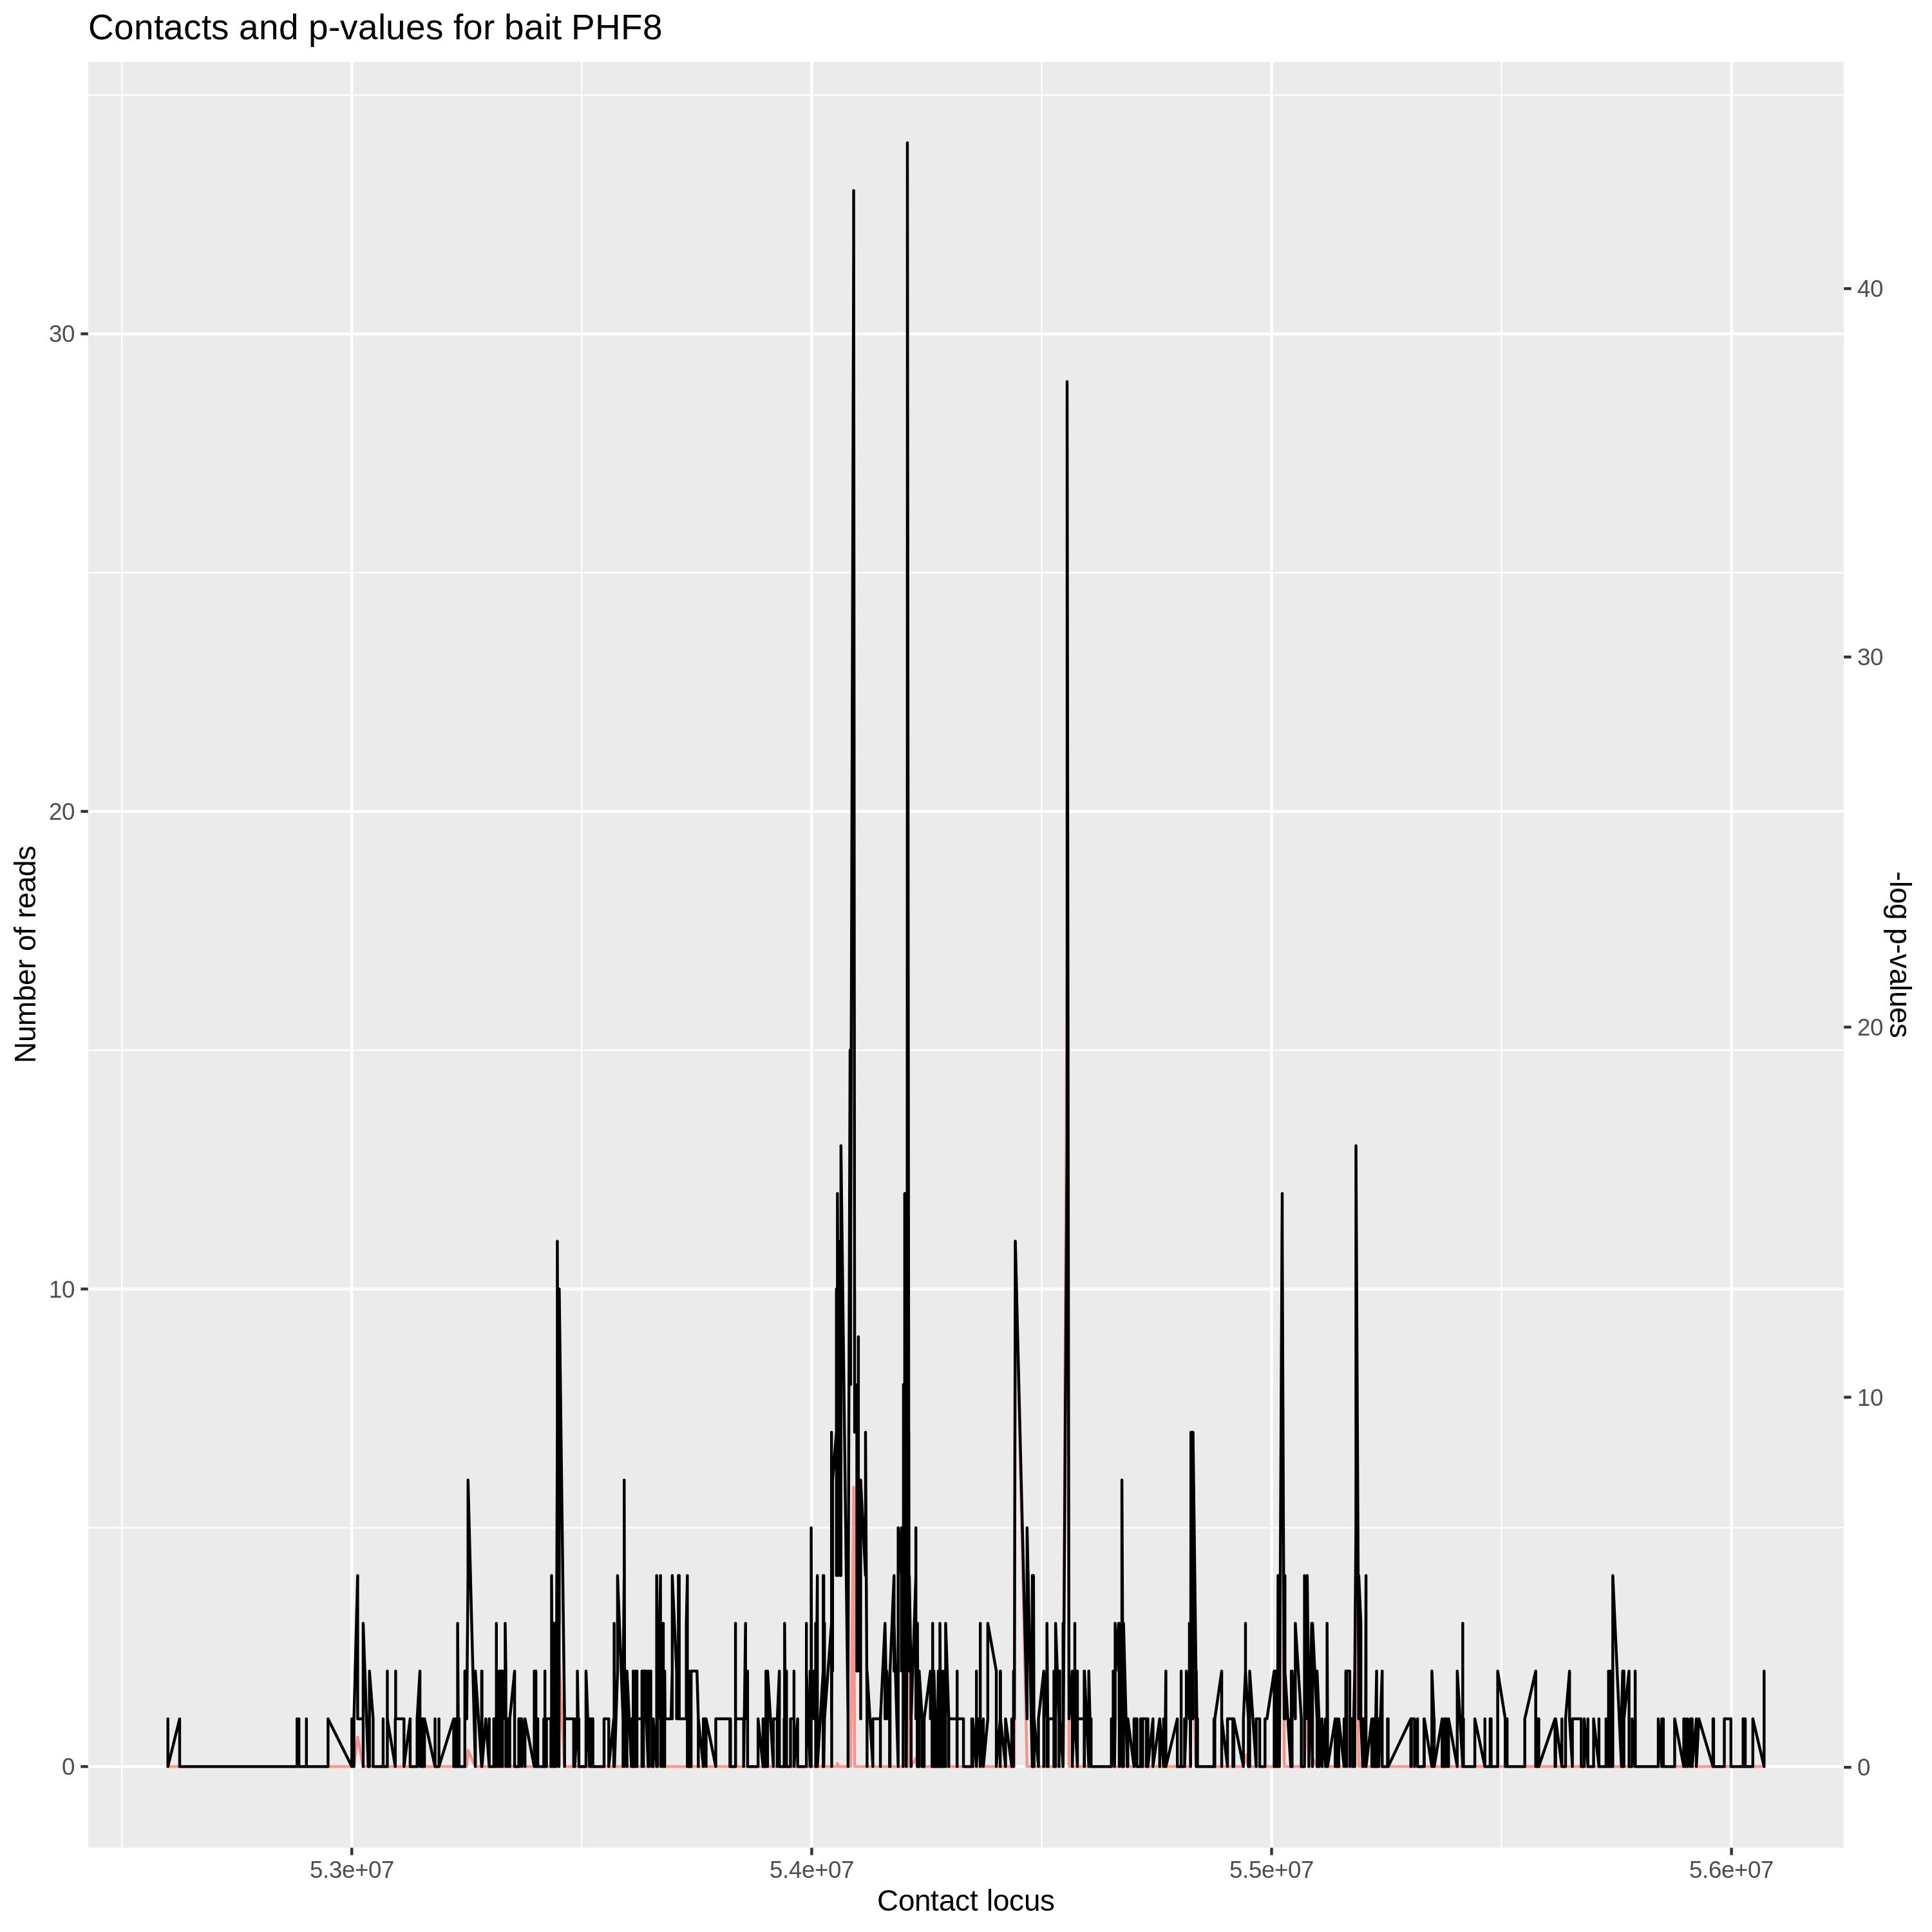 Contacts and p-values for bait PHF8
Number of reads
30
20
10
0
40
30
20
10
0
-log p-values
5.3e+07
5.4e+07
5.5e+07
5.6e+07
Contact locus